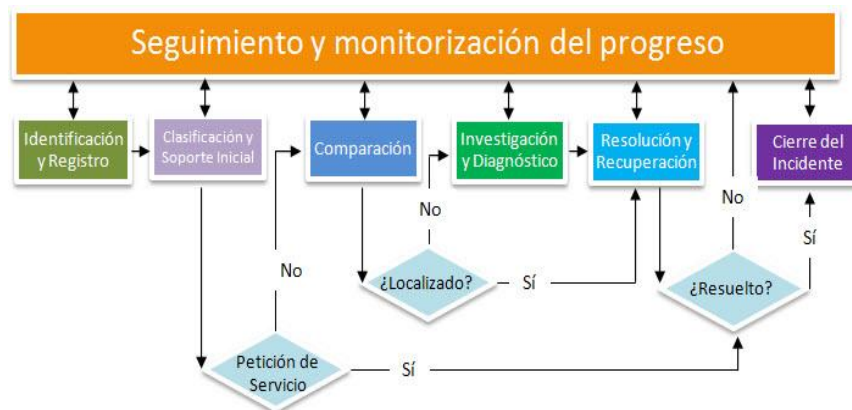 Seguimiento y monitorización del progreso
Identificación
y Registro
Clasificación y
Soporte Inicial
Comparación
Investigación
y Diagnóstico
Resolución y
Recuperación
Cierre del
Incidente
No
No
No
Sí
¿Localizado?
Sí
¿Resuelto?
Petición de
Servicio
Sí